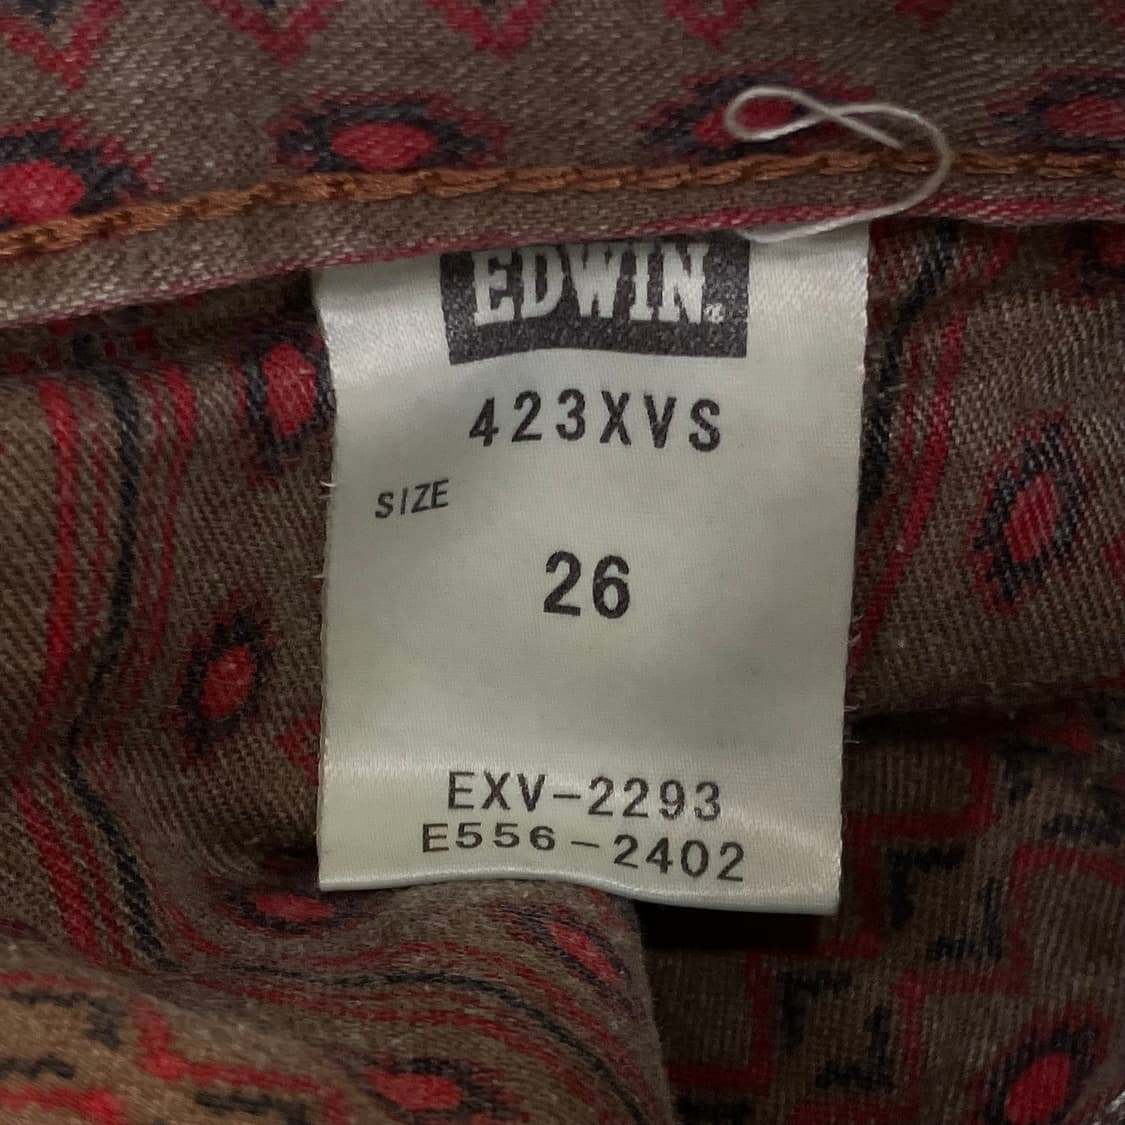 EDWIN®
423XVS
SIZE
26
EXV-2293
E556-2402